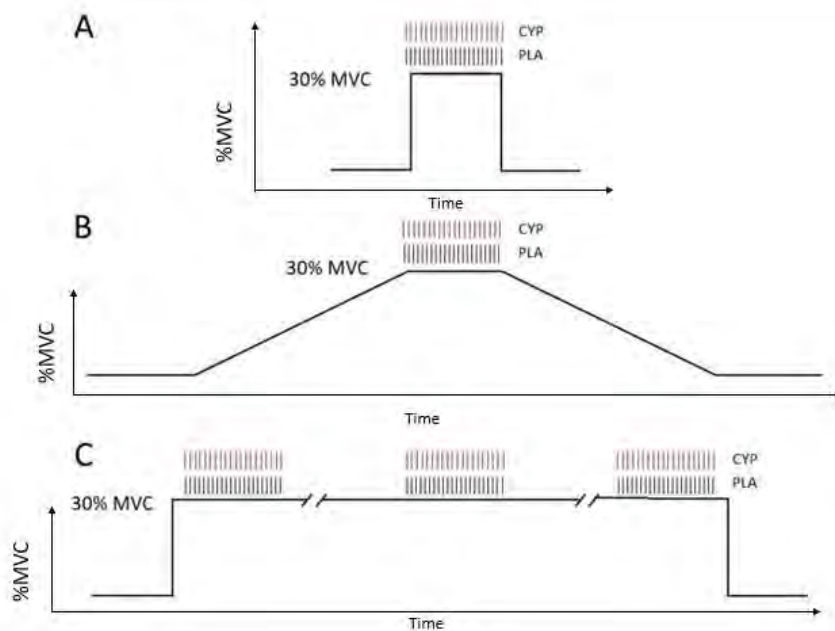 A
CYP
PLA
30% MVC
%MVC
Time
B
CYP
PLA
30% MVC
%MVC
Time
C
CYP
PLA
30% MVC
%MVC
Time